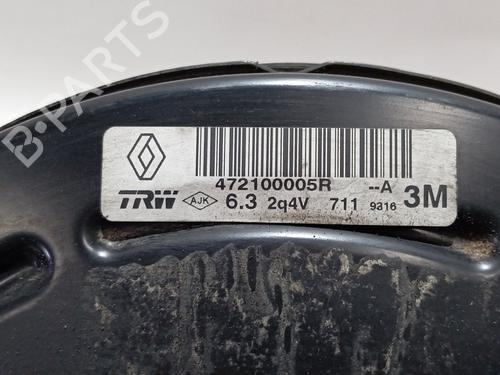 B-PARTS
472100005R --A
TRW AJK 6.3 2q4V 711 9316 3M